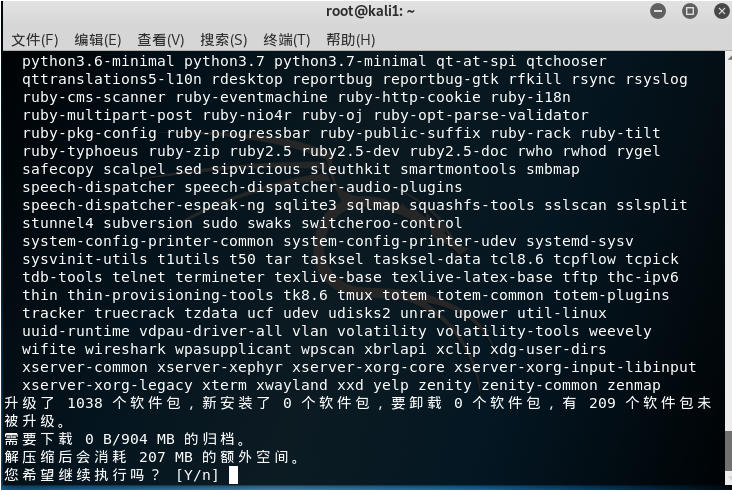 root@kali1: ~
文件(F) 编辑(E) 查看(V) 搜索(S) 终端(T) 帮助(H)
python3.6-minimal python3.7 python3.7-minimal qt-at-spi qtchooser
qttranslations5-l10n rdesktop reportbug reportbug-gtk rfkill rsync rsyslog
ruby-cms-scanner ruby-eventmachine ruby-http-cookie ruby-i18n
ruby-multipart-post ruby-nio4r ruby-oj ruby-opt-parse-validator
ruby-pkg-config ruby-progressbar ruby-public-suffix ruby-rack ruby-tilt
ruby-typhoeus ruby-zip ruby2.5 ruby2.5-dev ruby2.5-doc rwho rwhod rygel
safecopy scalpel sed sipvicious sleuthkit smartmontools smbmap
speech-dispatcher speech-dispatcher-audio-plugins
speech-dispatcher-espeak-ng sqlite3 sqlmap squashfs-tools sslscan sslsplit
stunnel4 subversion sudo swaks switcheroo-control
system-config-printer-common system-config-printer-udev systemd-sysv
sysvinit-utils t1utils t50 tar tasksel tasksel-data tcl8.6 tcpflow tcpick
tdb-tools telnet termineter texlive-base texlive-latex-base tftp thc-ipv6
thin thin-provisioning-tools tk8.6 tmux totem totem-common totem-plugins
tracker truecrack tzdata ucf udev udisks2 unrar upower util-linux
uuid-runtime vdpau-driver-all vlan volatility volatility-tools weevely
wifite wireshark wpasupplicant wpscan xbrlapi xclip xdg-user-dirs
xserver-common xserver-xephyr xserver-xorg-core xserver-xorg-input-libinput
xserver-xorg-legacy xterm xwayland xxd yelp zenity zenity-common zenmap
升级了 1038 个软件包，新安装了 0 个软件包，要卸载 0 个软件包，有 209 个软件包未
被升级。
需要下载 0 B/904 MB 的归档。
解压缩后会消耗 207 MB 的额外空间。
您希望继续执行吗？ [Y/n]